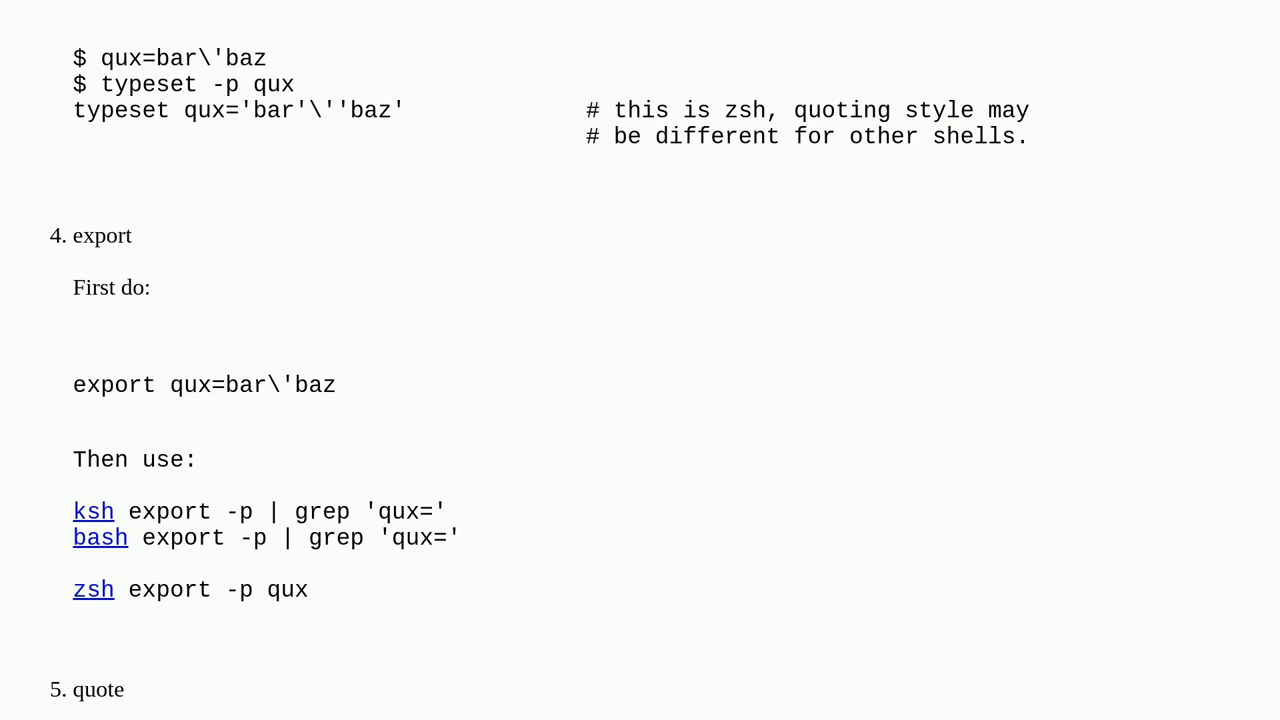 $ qux=bar\'baz
$ typeset -p qux
typeset qux='bar'\''baz' # this is zsh, quoting style may
# be different for other shells.
4. export
First do:
export qux=bar\'baz
Then use:
ksh export -p | grep 'qux='
bash export -p | grep 'qux='
zsh export -p qux
5. quote